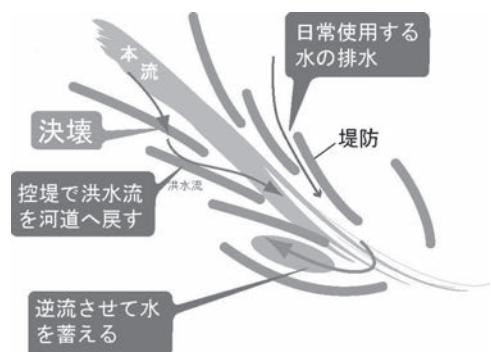 日常使用する
水の排水
本流
決壊
堤防
洪水流
控堤で洪水流
を河道へ戻す
逆流させて水
を蓄える